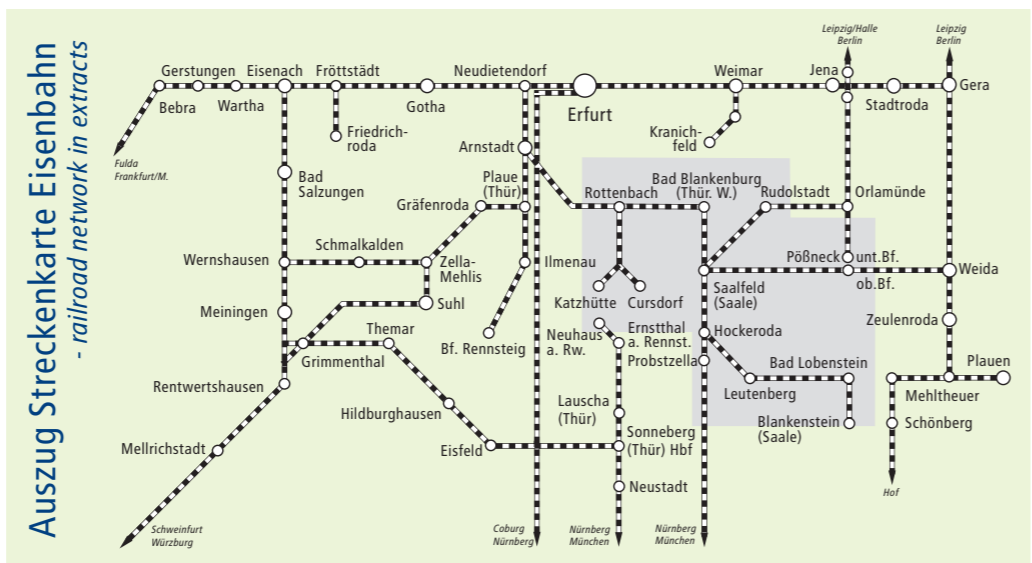 Auszug Streckenkarte Eisenbahn
- railroad network in extracts
Leipzig/Halle
Berlin
Leipzig
Berlin
Gerstungen
Eisenach
Fröttstädt
Neudietendorf
Weimar
Jena
Gera
Bebra
Wartha
Gotha
Erfurt
Stadtroda
Friedrich-
roda
Kranich-
feld
Arnstadt
Fulda
Frankfurt/M.
Bad
Salzungen
Plaue
(Thür)
Gräfenroda
Rottenbach
Bad Blankenburg
(Thür. W.)
Rudolstadt
Orlamünde
Schmalkalden
Wernshausen
Zella-
Mehlis
Ilmenau
Pößneck
unt.Bf.
ob.Bf.
Weida
Katzhütte
Cursdorf
Saalfeld
(Saale)
Suhl
Meiningen
Themar
Bf. Rennsteig
Neuhaus
a. Rw.
Ernstthal
a. Rennst.
Hockeroda
Zeulenroda
Grimmenthal
Probstzella
Bad Lobenstein
Plauen
Rentwertshausen
Leutenberg
Mehltheuer
Hildburghausen
Lauscha
(Thür)
Blankenstein
(Saale)
Schönberg
Mellrichstadt
Eisfeld
Sonneberg
(Thür) Hbf
Neustadt
Hof
Schweinfurt
Würzburg
Coburg
Nürnberg
Nürnberg
München
Nürnberg
München